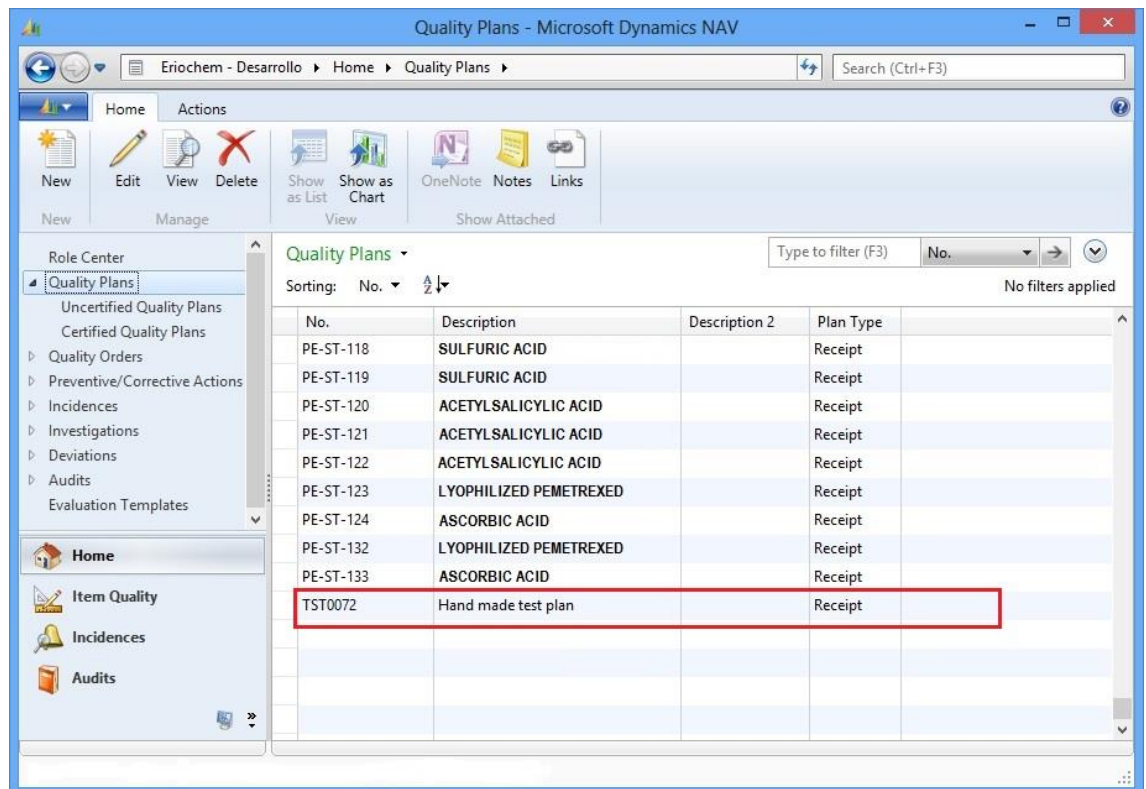 Quality Plans - Microsoft Dynamics NAV
Eriochem - Desarrollo Home Quality Plans
Search (Ctrl+F3)
Home Actions
New Edit View Delete Show as List Show as Chart OneNote Notes Links
New Manage View Show Attached
Role Center
Quality Plans
Uncertified Quality Plans
Certified Quality Plans
Quality Orders
Preventive/Corrective Actions
Incidences
Investigations
Deviations
Audits
Evaluation Templates
Home
Item Quality
Incidences
Audits
Quality Plans
Type to filter (F3) No.
Sorting: No. No filters applied
No. Description Description 2 Plan Type
PE-ST-118 SULFURIC ACID Receipt
PE-ST-119 SULFURIC ACID Receipt
PE-ST-120 ACETYLSALICYLIC ACID Receipt
PE-ST-121 ACETYLSALICYLIC ACID Receipt
PE-ST-122 ACETYLSALICYLIC ACID Receipt
PE-ST-123 LYOPHILIZED PEMETREXED Receipt
PE-ST-124 ASCORBIC ACID Receipt
PE-ST-132 LYOPHILIZED PEMETREXED Receipt
PE-ST-133 ASCORBIC ACID Receipt
TST0072 Hand made test plan Receipt